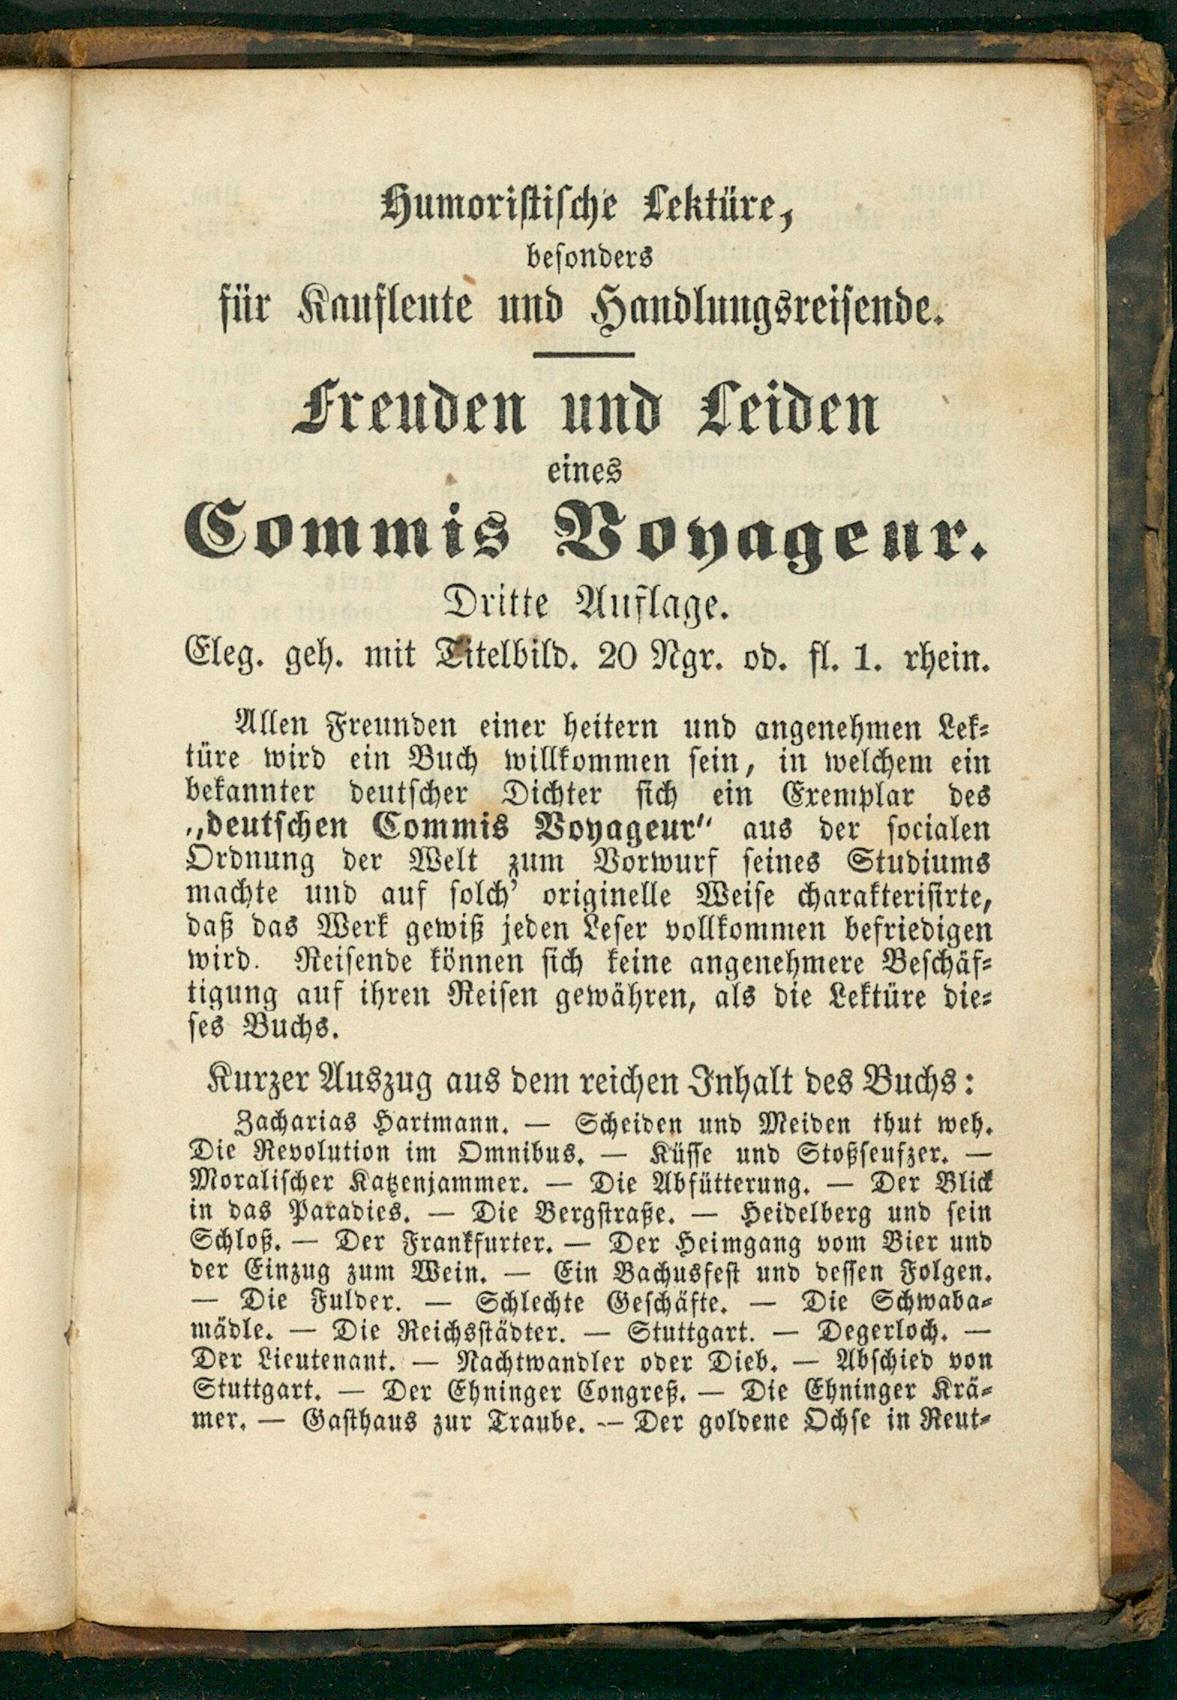 Humoristische Lektüre,
besonders
für Kaufleute und Handlungsreisende.
Freuden und Leiden
eines
Commis Voyageur.
Dritte Auflage.
Eleg. geh. mit Titelbild. 20 Ngr. od. fl. 1. rhein.
Allen Freunden einer heitern und angenehmen Lek-
türe wird ein Buch willkommen sein, in welchem ein
bekannter deutscher Dichter sich ein Exemplar des
„deutschen Commis Voyageur“ aus der socialen
Ordnung der Welt zum Vorwurf seines Studiums
machte und auf solch' originelle Weise charakterisirte,
daß das Werk gewiß jeden Leser vollkommen befriedigen
wird. Reisende können sich keine angenehmere Beschäf-
tigung auf ihren Reisen gewähren, als die Lektüre die-
ses Buchs.
Kurzer Auszug aus dem reichen Inhalt des Buchs:
Zacharias Hartmann. — Scheiden und Meiden thut weh.
Die Revolution im Omnibus. — Küsse und Stoßseufzer. —
Moralischer Katzenjammer. — Die Abfütterung. — Der Blick
in das Paradies. — Die Bergstraße. — Heidelberg und sein
Schloß. — Der Frankfurter. — Der Heimgang vom Bier und
der Einzug zum Wein. — Ein Bachusfest und dessen Folgen.
— Die Fulder. — Schlechte Geschäfte. — Die Schwaba-
mädle. — Die Reichsstädter. — Stuttgart. — Degerloch. —
Der Lieutenant. — Nachtwandler oder Dieb. — Abschied von
Stuttgart. — Der Ehninger Congreß. — Die Ehninger Krä-
mer. — Gasthaus zur Traube. — Der goldene Ochse in Reut-